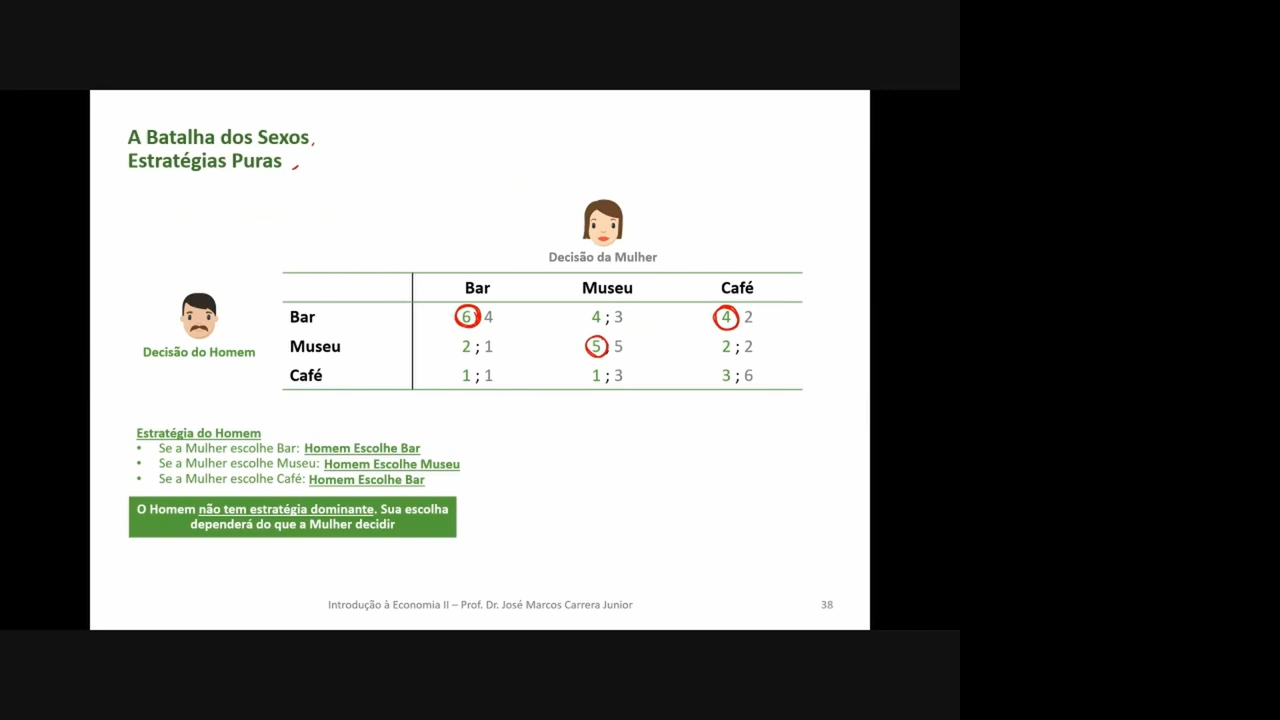 A Batalha dos Sexos
Estratégias Puras
Decisão da Mulher
Bar Museu Café
Decisão do Homem
Bar 6 ; 4 4 ; 3 4 2
Museu 2 ; 1 5 ; 5 2 ; 2
Café 1 ; 1 1 ; 3 3 ; 6
Estratégia do Homem
• Se a Mulher escolhe Bar: Homem Escolhe Bar
• Se a Mulher escolhe Museu: Homem Escolhe Museu
• Se a Mulher escolhe Café: Homem Escolhe Bar
O Homem não tem estratégia dominante. Sua escolha
dependerá do que a Mulher decidir
Introdução à Economia II – Prof. Dr. José Marcos Carrera Junior 38